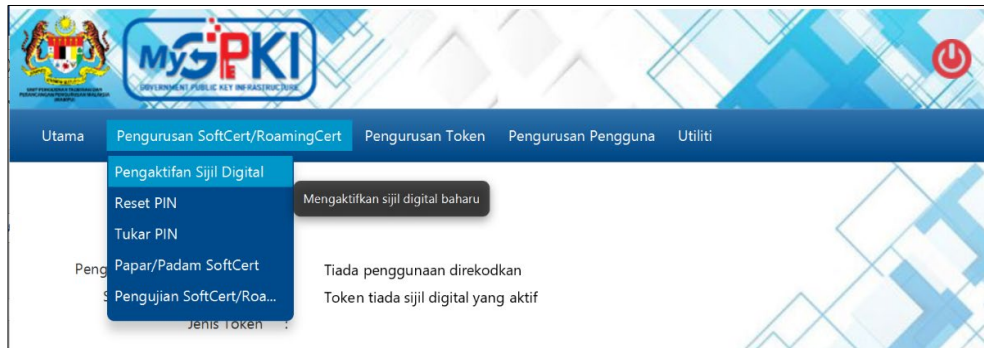 MyGPKI
GOVERNMENT PUBLIC KEY INFRASTRUCTURE
Utama Pengurusan SoftCert/RoamingCert Pengurusan Token Pengurusan Pengguna Utiliti
Pengaktifan Sijil Digital
Mengaktifkan sijil digital baharu
Reset PIN
Tukar PIN
Papar/Padam SoftCert
Peng
Tiada penggunaan direkodkan
Pengujian SoftCert/Roa...
S
Token tiada sijil digital yang aktif
Jenis Token :